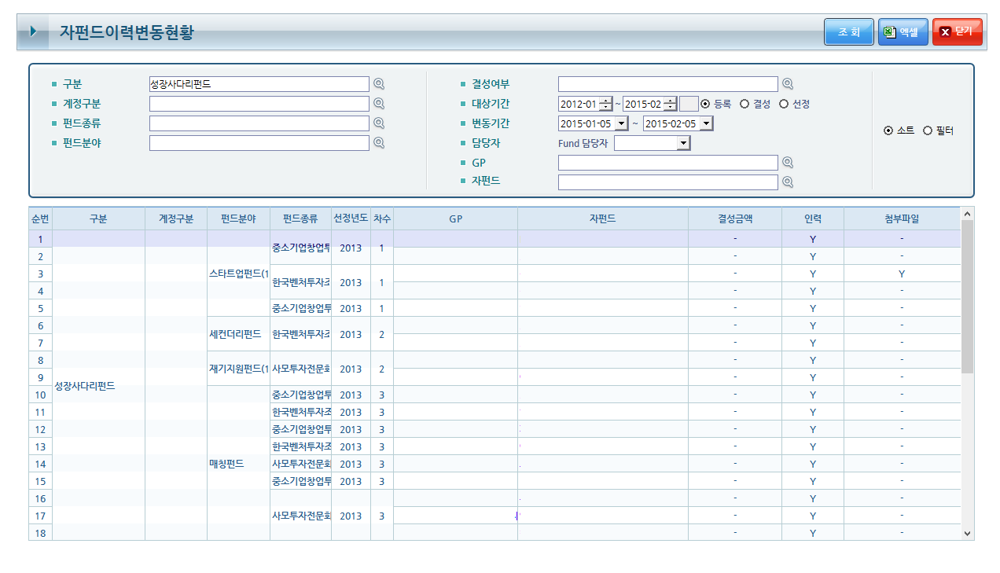 자펀드이력변동현황
조 회 엑셀 닫기
구분 성장사다리펀드 결성여부
계정구분 대상기간 2012-01 ~ 2015-02 등록 결성 선정
펀드종류 변동기간 2015-01-05 ~ 2015-02-05
소트 필터
펀드분야 담당자 Fund 담당자
GP
자펀드
순번 구분 계정구분 펀드분야 펀드종류 선정년도 차수 GP 자펀드 결성금액 인력 첨부파일
1 - Y -
중소기업창업투 2013 1
2 - Y -
3 - Y Y
스타트업펀드(1
한국벤처투자조 2013 1
4 - Y -
5 중소기업창업투 2013 1 - Y -
6 - Y -
세컨더리펀드 한국벤처투자조 2013 2
7 - Y -
8 - Y -
재기지원펀드(1 사모투자전문회 2013 2
9 - Y -
성장사다리펀드
10 중소기업창업투 2013 3 - Y -
11 한국벤처투자조 2013 3 - Y -
12 중소기업창업투 2013 3 - Y -
13 한국벤처투자조 2013 3 - Y -
14 매칭펀드 사모투자전문회 2013 3 - Y -
15 중소기업창업투 2013 3 - Y -
16 - Y -
17 사모투자전문회 2013 3 - Y -
18 - Y -